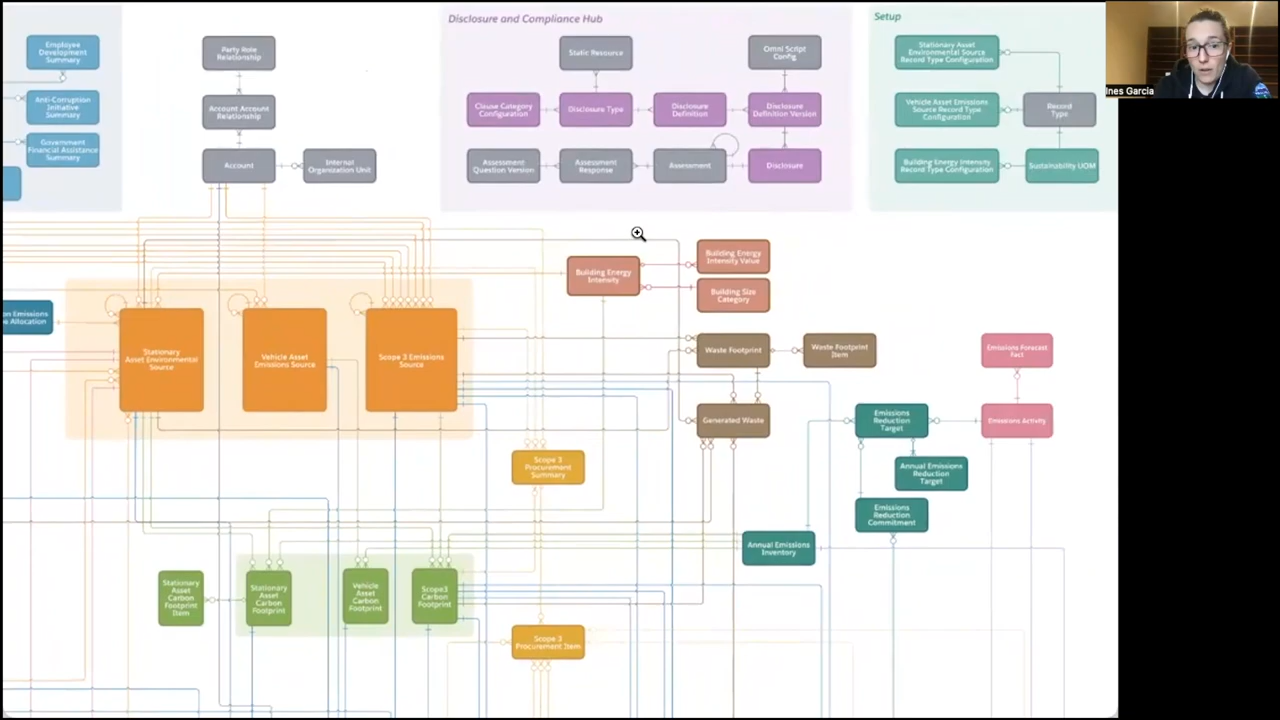 Disclosure and Compliance Hub
Setup
Employee
Development
Summary
Party Role
Relationship
Static Resource
Omni Script
Config
Stationary Asset
Environmental Source
Record Type Configuration
Anti-Corruption
Initiative
Summary
Account Account
Relationship
Clause Category
Configuration
Disclosure Type
Disclosure
Definition
Disclosure
Definition Version
Vehicle Asset Emissions
Source Record Type
Configuration
Record
Type
Government
Financial Assistance
Summary
Account
Internal
Organization Unit
Assessment
Question Version
Assessment
Response
Assessment
Disclosure
Building Energy Intensity
Record Type Configuration
Sustainability UOM
Ines Garcia
Building Energy
Intensity
Building Energy
Intensity Value
Building Size
Category
on Emissions
e Allocation
Stationary
Asset Environmental
Source
Vehicle Asset
Emissions Source
Scope 3 Emissions
Source
Waste Footprint
Waste Footprint
Item
Emissions Forecast
Fact
Generated Waste
Emissions
Reduction
Target
Emissions Activity
Scope 3
Procurement
Summary
Annual Emissions
Reduction
Target
Emissions
Reduction
Commitment
Annual Emissions
Inventory
Stationary
Asset
Carbon
Footprint
Item
Stationary
Asset
Carbon
Footprint
Vehicle
Asset
Carbon
Footprint
Scope3
Carbon
Footprint
Scope 3
Procurement Item